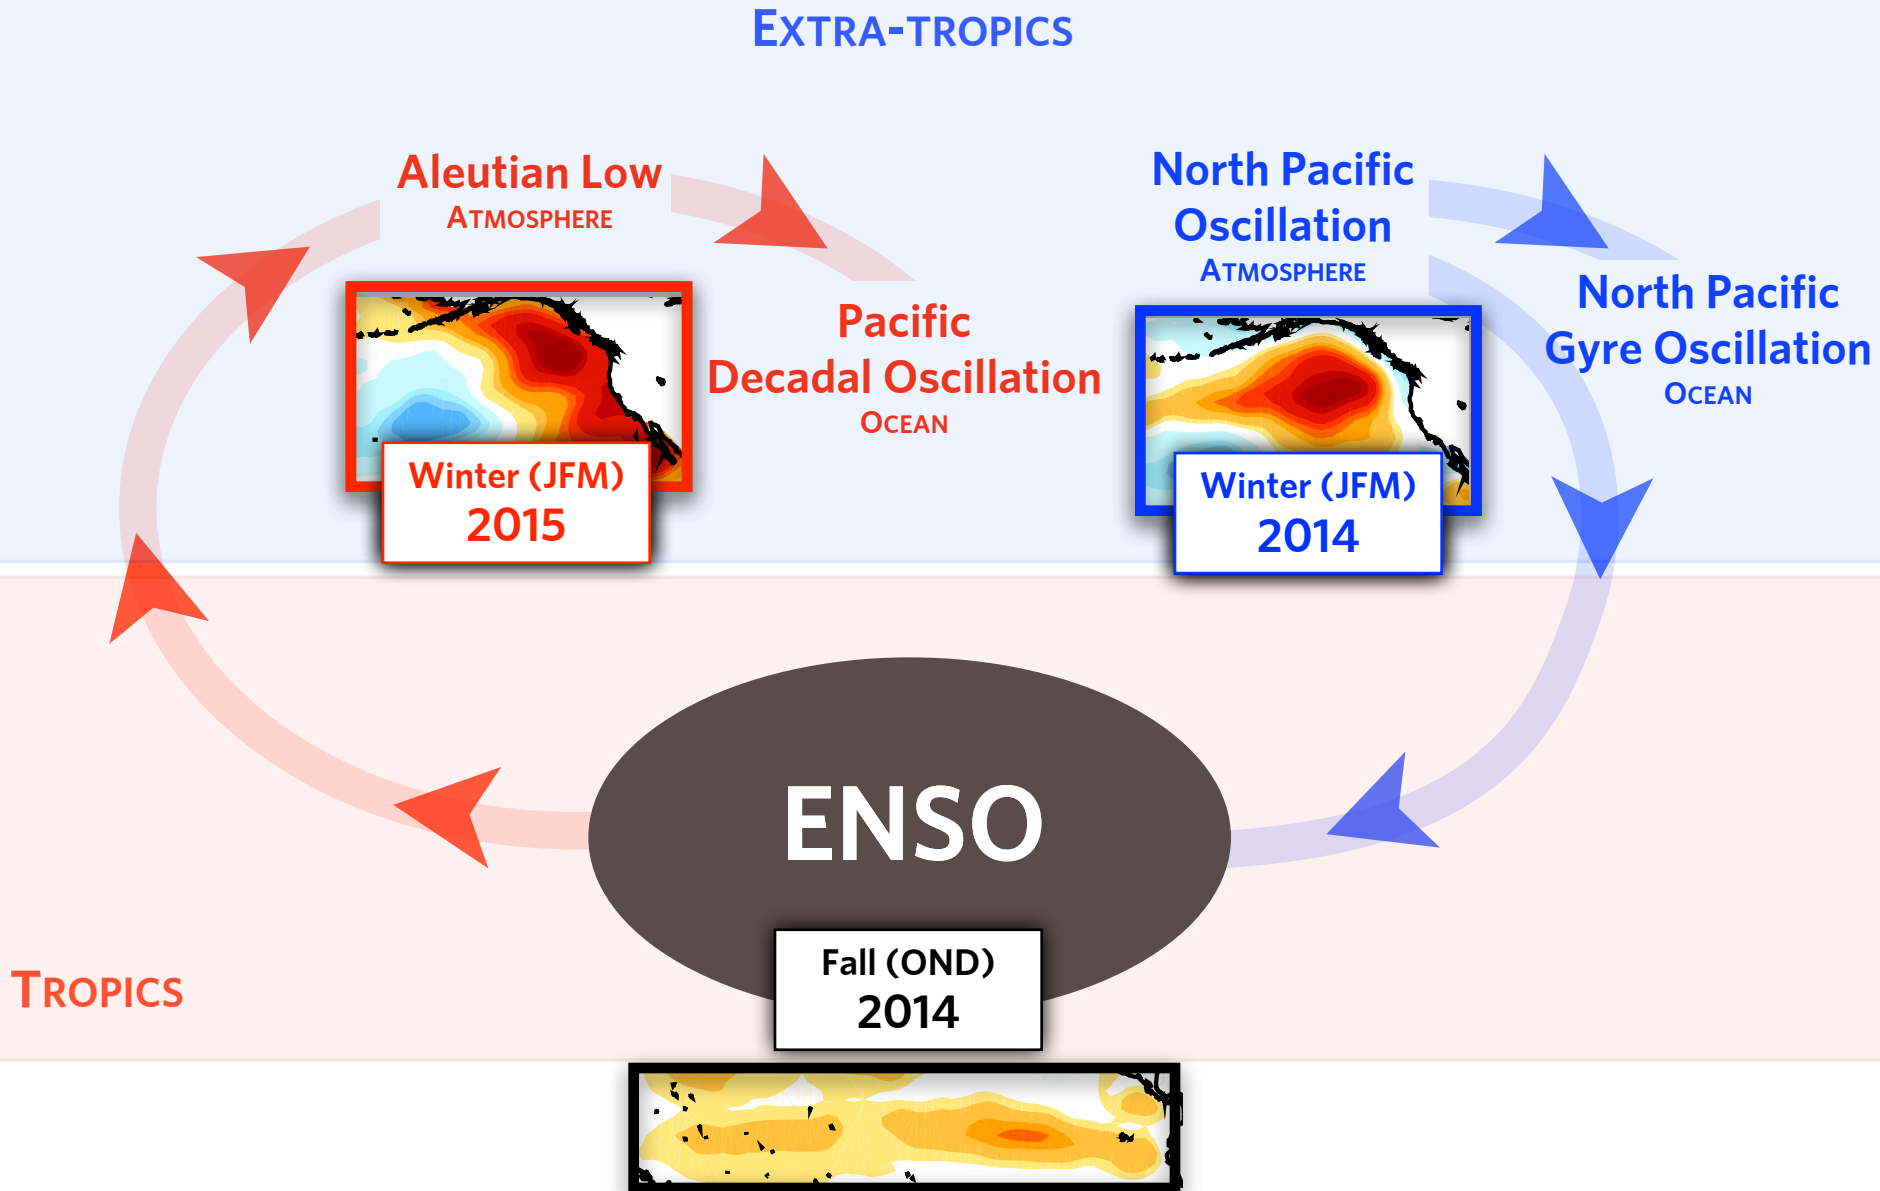 EXTRA-TROPICS
Aleutian Low
ATMOSPHERE
Pacific
Decadal Oscillation
OCEAN
Winter (JFM)
2015
North Pacific
Oscillation
ATMOSPHERE
North Pacific
Gyre Oscillation
OCEAN
Winter (JFM)
2014
ENSO
Fall (OND)
2014
TROPICS